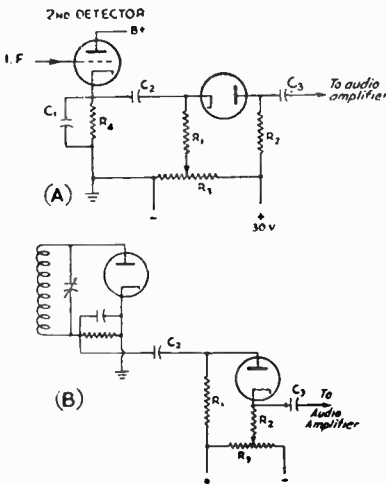 2ND DETECTOR
B+
I.F
C1
R4
C2
R1
R3
R2
C3
To audio
amplifier
(A)
-
+
30 V
(B)
C2
R1
R2
R3
C3
To
Audio
Amplifier
+
-